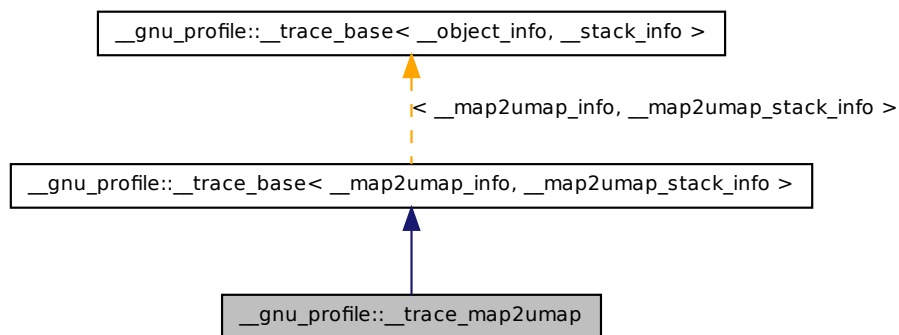 __gnu_profile::__trace_base< __object_info, __stack_info >
< __map2umap_info, __map2umap_stack_info >
__gnu_profile::__trace_base< __map2umap_info, __map2umap_stack_info >
__gnu_profile::__trace_map2umap